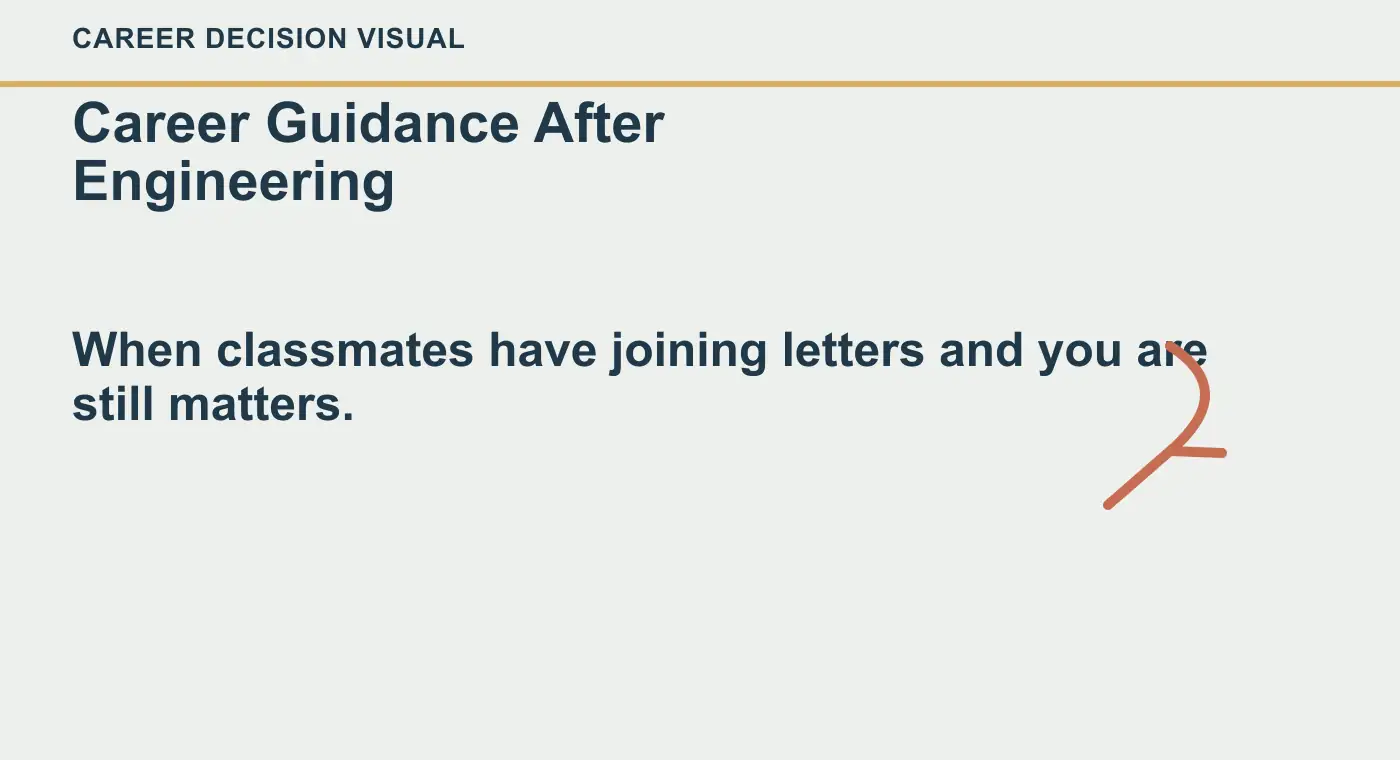 CAREER DECISION VISUAL
Career Guidance After
Engineering
When classmates have joining letters and you are
still matters.